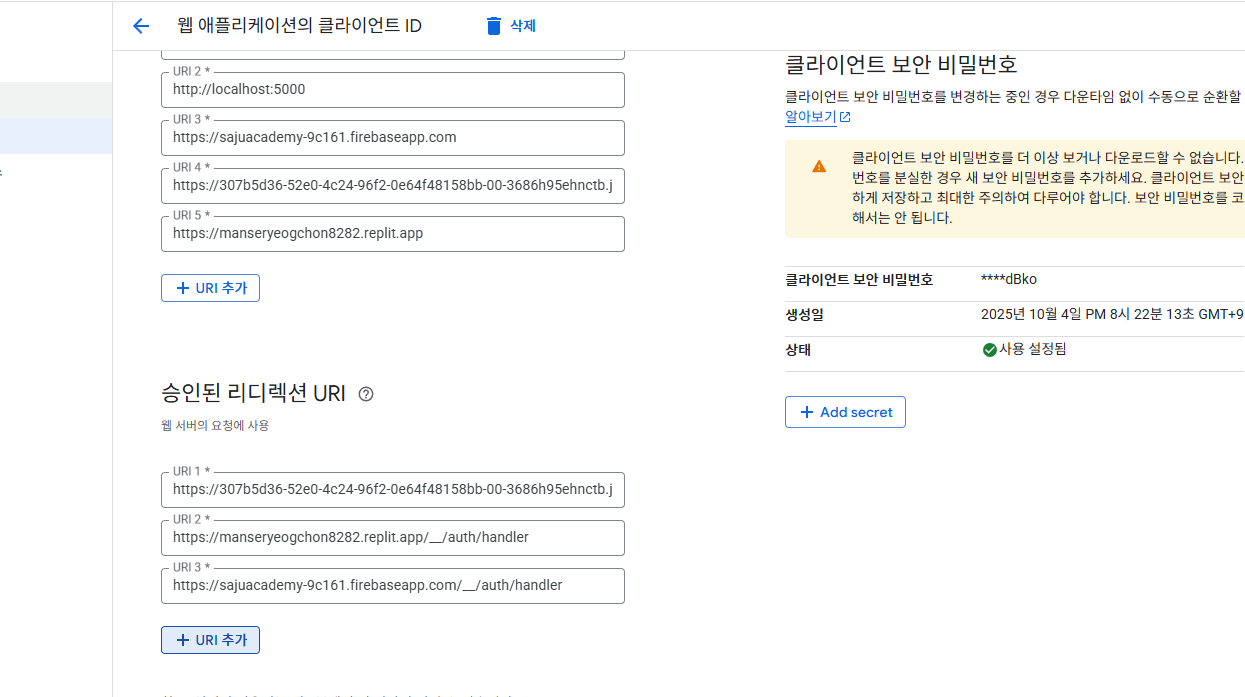 웹 애플리케이션의 클라이언트 ID
삭제
URI 2 *
http://localhost:5000
URI 3 *
https://sajuacademy-9c161.firebaseapp.com
URI 4 *
https://307b5d36-52e0-4c24-96f2-0e64f48158bb-00-3686h95ehnctb.j
URI 5 *
https://manseryeogchon8282.replit.app
URI 추가
승인된 리디렉션 URI
웹 서버의 요청에 사용
URI 1 *
https://307b5d36-52e0-4c24-96f2-0e64f48158bb-00-3686h95ehnctb.j
URI 2 *
https://manseryeogchon8282.replit.app/__/auth/handler
URI 3 *
https://sajuacademy-9c161.firebaseapp.com/__/auth/handler
URI 추가
클라이언트 보안 비밀번호
클라이언트 보안 비밀번호를 변경하는 중인 경우 다운타임 없이 수동으로 순환할
알아보기
클라이언트 보안 비밀번호를 더 이상 보거나 다운로드할 수 없습니다.
번호를 분실한 경우 새 보안 비밀번호를 추가하세요. 클라이언트 보안
하게 저장하고 최대한 주의하여 다루어야 합니다. 보안 비밀번호를 코
해서는 안 됩니다.
클라이언트 보안 비밀번호 ****dBko
생성일 2025년 10월 4일 PM 8시 22분 13초 GMT+9
상태 사용 설정됨
Add secret